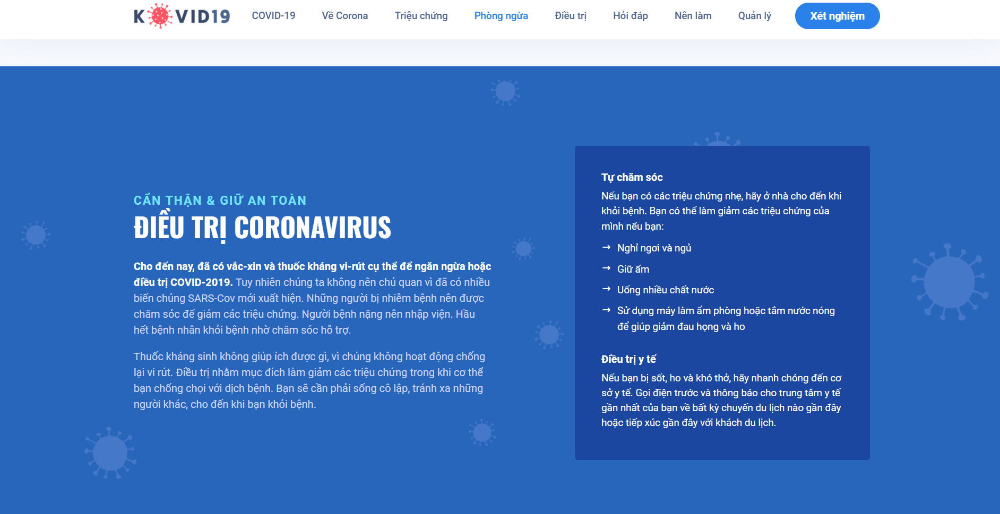 KOVID19
COVID-19
Về Corona
Triệu chứng
Phòng ngừa
Điều trị
Hỏi đáp
Nên làm
Quản lý
Xét nghiệm
CẨN THẬN & GIỮ AN TOÀN
ĐIỀU TRỊ CORONAVIRUS
Cho đến nay, đã có vắc-xin và thuốc kháng vi-rút cụ thể để ngăn ngừa hoặc
điều trị COVID-2019. Tuy nhiên chúng ta không nên chủ quan vì đã có nhiều
biến chủng SARS-Cov mới xuất hiện. Những người bị nhiễm bệnh nên được
chăm sóc để giảm các triệu chứng. Người bệnh nặng nên nhập viện. Hầu
hết bệnh nhân khỏi bệnh nhờ chăm sóc hỗ trợ.
Thuốc kháng sinh không giúp ích được gì, vì chúng không hoạt động chống
lại vi rút. Điều trị nhằm mục đích làm giảm các triệu chứng trong khi cơ thể
bạn chống chọi với dịch bệnh. Bạn sẽ cần phải sống cô lập, tránh xa những
người khác, cho đến khi bạn khỏi bệnh.
Tự chăm sóc
Nếu bạn có các triệu chứng nhẹ, hãy ở nhà cho đến khi
khỏi bệnh. Bạn có thể làm giảm các triệu chứng của
mình nếu bạn:
→ Nghỉ ngơi và ngủ
→ Giữ ấm
→ Uống nhiều chất nước
→ Sử dụng máy làm ẩm phòng hoặc tắm nước nóng
để giúp giảm đau họng và ho
Điều trị y tế
Nếu bạn bị sốt, ho và khó thở, hãy nhanh chóng đến cơ
sở y tế. Gọi điện trước và thông báo cho trung tâm y tế
gần nhất của bạn về bất kỳ chuyến du lịch nào gần đây
hoặc tiếp xúc gần đây với khách du lịch.